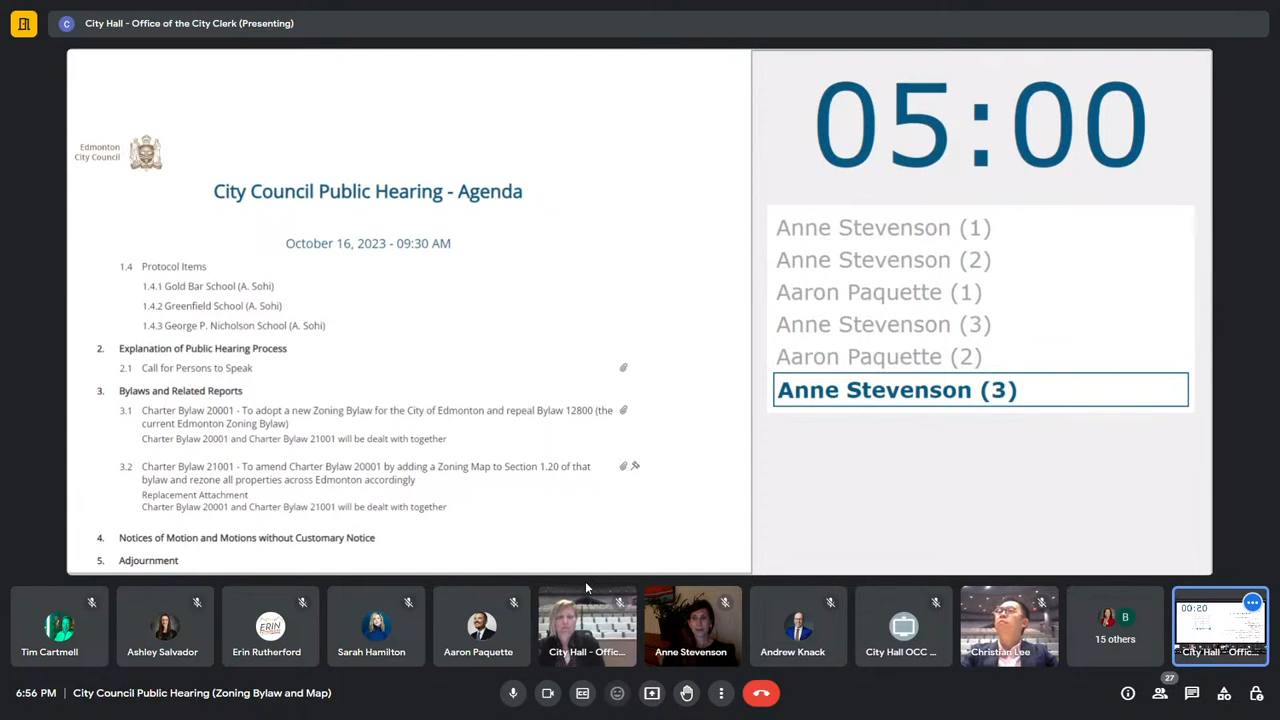 C
City Hall - Office of the City Clerk (Presenting)
Edmonton
City Council
City Council Public Hearing - Agenda
October 16, 2023 - 09:30 AM
1.4 Protocol Items
1.4.1 Gold Bar School (A. Sohi)
1.4.2 Greenfield School (A. Sohi)
1.4.3 George P. Nicholson School (A. Sohi)
2. Explanation of Public Hearing Process
2.1 Call for Persons to Speak
3. Bylaws and Related Reports
3.1 Charter Bylaw 20001 - To adopt a new Zoning Bylaw for the City of Edmonton and repeal Bylaw 12800 (the
current Edmonton Zoning Bylaw)
Charter Bylaw 20001 and Charter Bylaw 21001 will be dealt with together
3.2 Charter Bylaw 21001 - To amend Charter Bylaw 20001 by adding a Zoning Map to Section 1.20 of that
bylaw and rezone all properties across Edmonton accordingly
Replacement Attachment
Charter Bylaw 20001 and Charter Bylaw 21001 will be dealt with together
4. Notices of Motion and Motions without Customary Notice
5. Adjournment
05:00
Anne Stevenson (1)
Anne Stevenson (2)
Aaron Paquette (1)
Anne Stevenson (3)
Aaron Paquette (2)
Anne Stevenson (3)
Tim Cartmell
Ashley Salvador
ERIN
Erin Rutherford
Sarah Hamilton
Aaron Paquette
City Hall - Offic...
Anne Stevenson
Andrew Knack
City Hall OCC ...
Christian Lee
B
15 others
City Hall - Offic...
6:56 PM | City Council Public Hearing (Zoning Bylaw and Map)
27